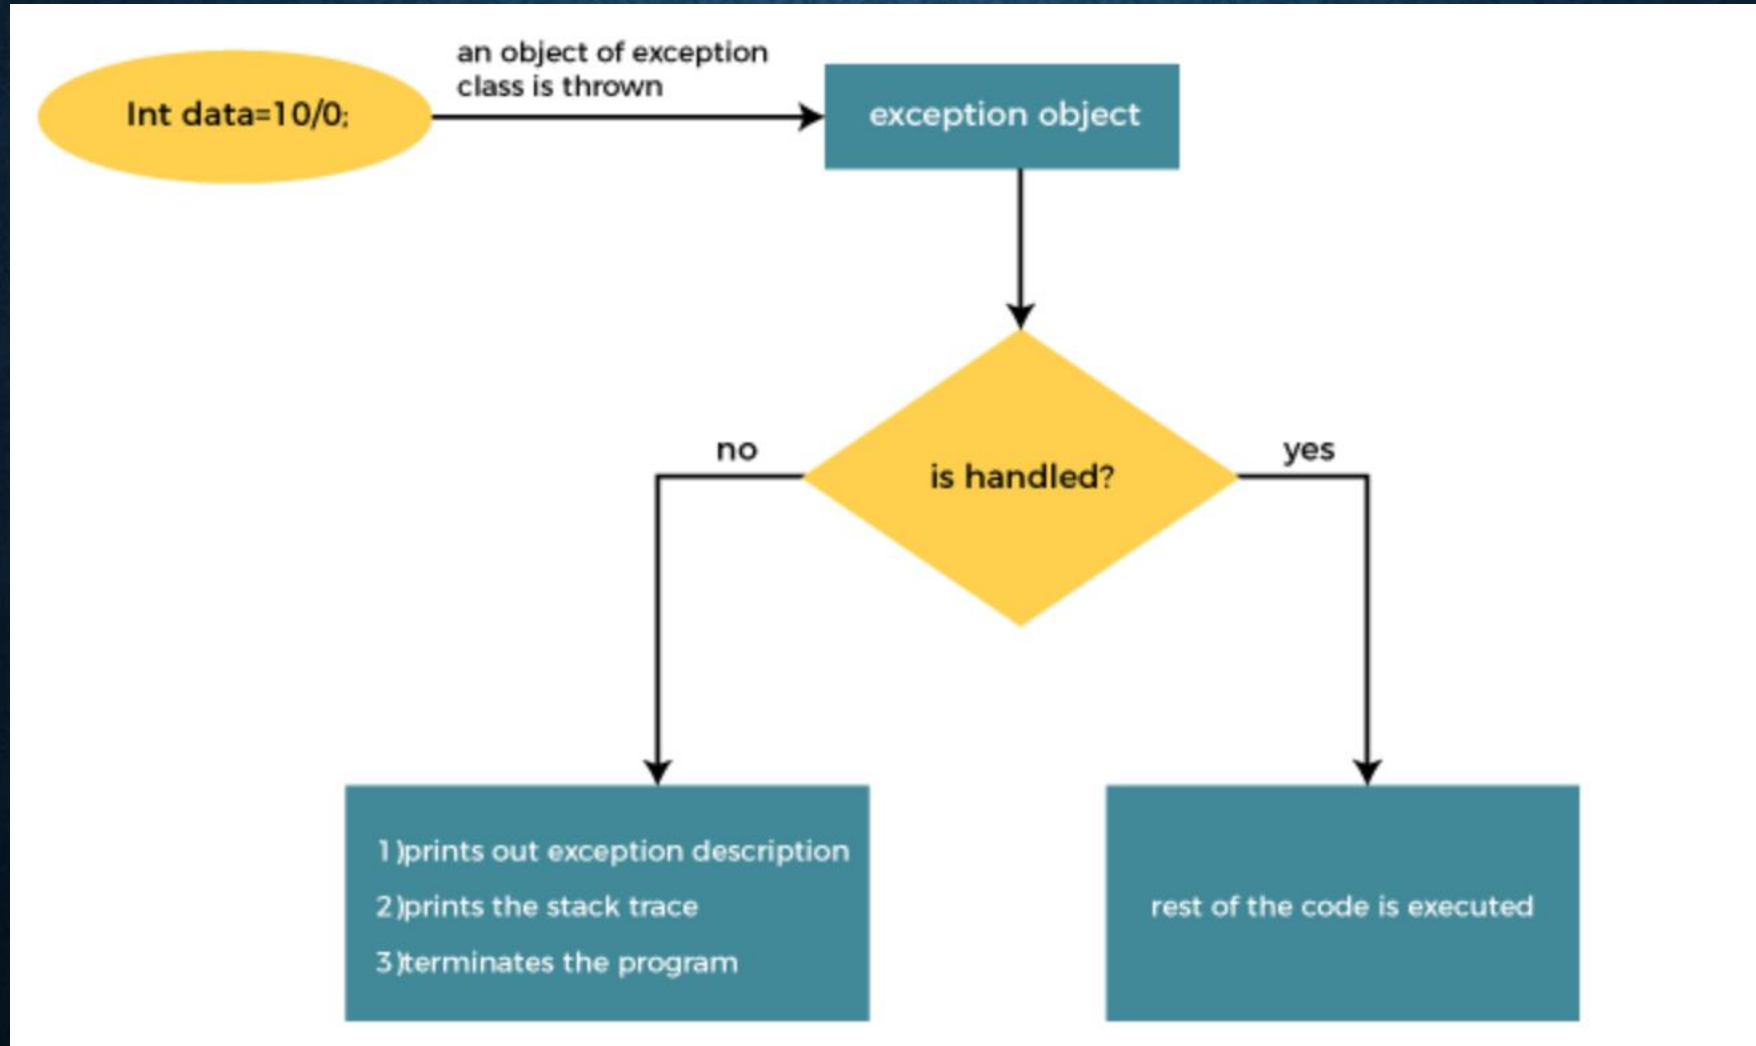 an object of exception
class is thrown
Int data=10/0;
exception object
is handled?
no
yes
1)prints out exception description
2)prints the stack trace
3)terminates the program
rest of the code is executed